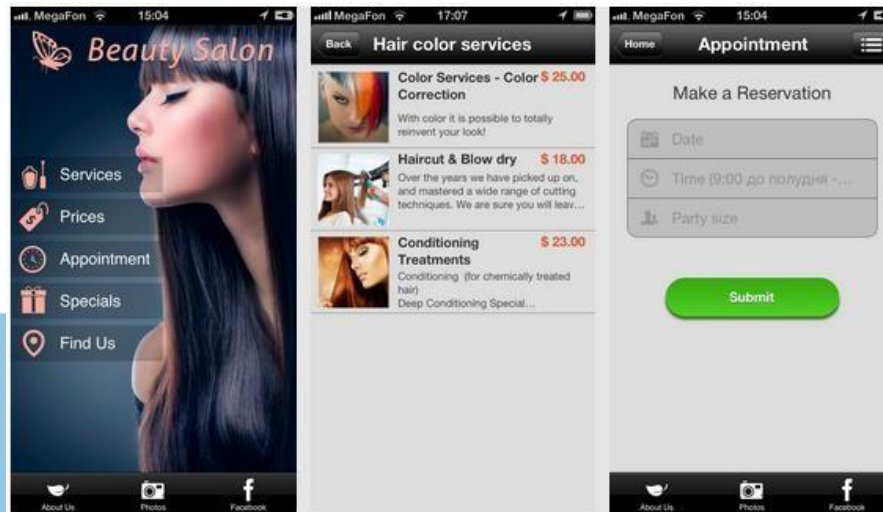 MegaFon 15:04
Beauty Salon
Services
Prices
Appointment
Specials
Find Us
About Us Photos Facebook
MegaFon 17:07
Back Hair color services
Color Services - Color $ 25.00
Correction
With color it is possible to totally
reinvent your look!
Haircut & Blow dry $ 18.00
Over the years we have picked up on,
and mastered a wide range of cutting
techniques. We are sure you will leav...
Conditioning $ 23.00
Treatments
Conditioning (for chemically treated
hair)
Deep Conditioning Special...
MegaFon 15:04
Home Appointment
Make a Reservation
Date
Time (9:00 до полудня -...
Party size
Submit
About Us Photos Facebook